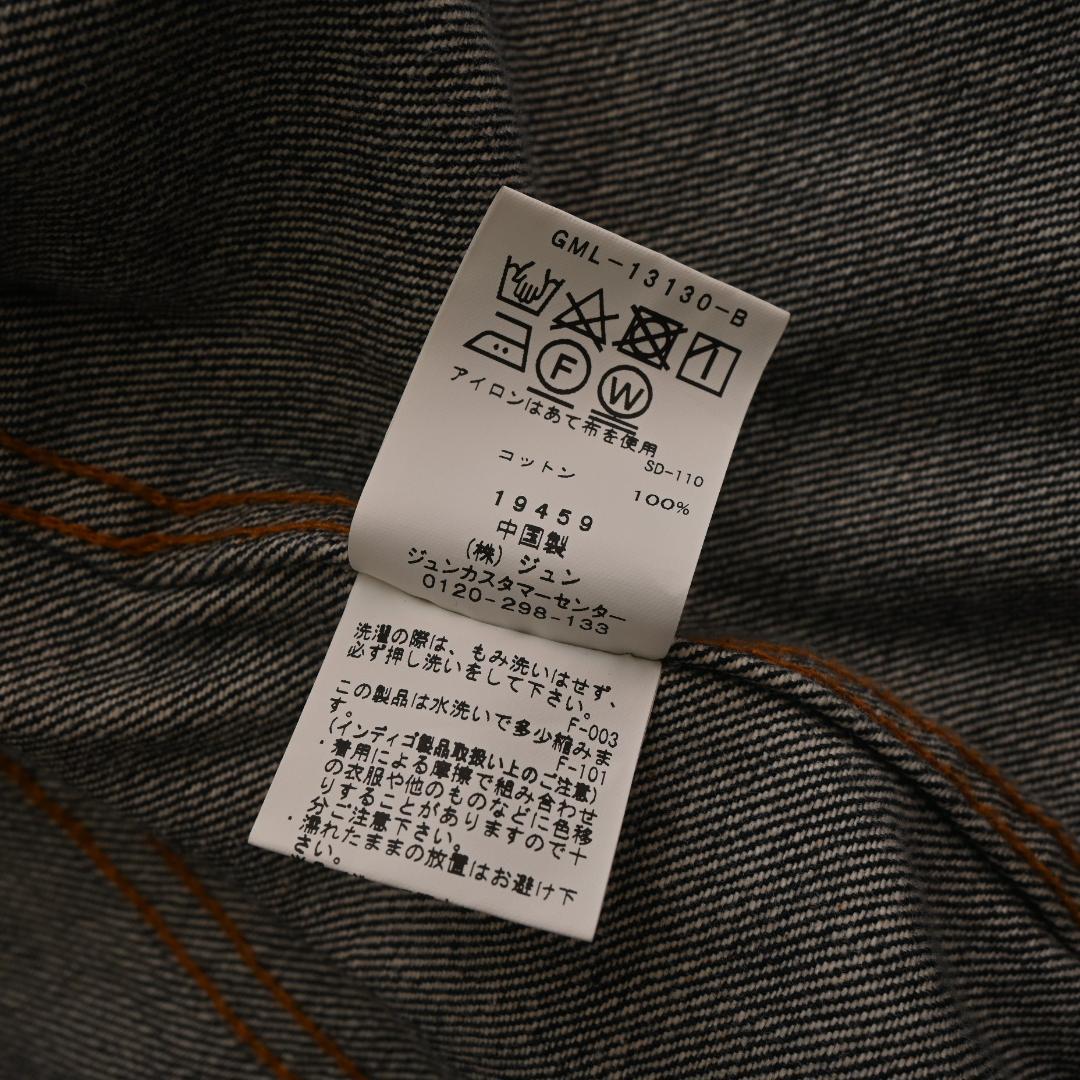 GML-13130-B
F
W
アイロンはあて布を使用
SD-110
コットン 100%
19459
中国製
(株) ジュン
ジュンカスタマーセンター
0120-298-133
洗濯の際は、もみ洗いはせず、
必ず押し洗いをして下さい。
F-003
この製品は水洗いで多少縮みま
す。
F-101
(インディゴ製品取扱い上のご注意)
・着用による摩擦で組み合わせ
の衣服や他のものなどに色移
りすることがありますので十
分ご注意下さい。
・濡れたままの放置はお避け下
さい。